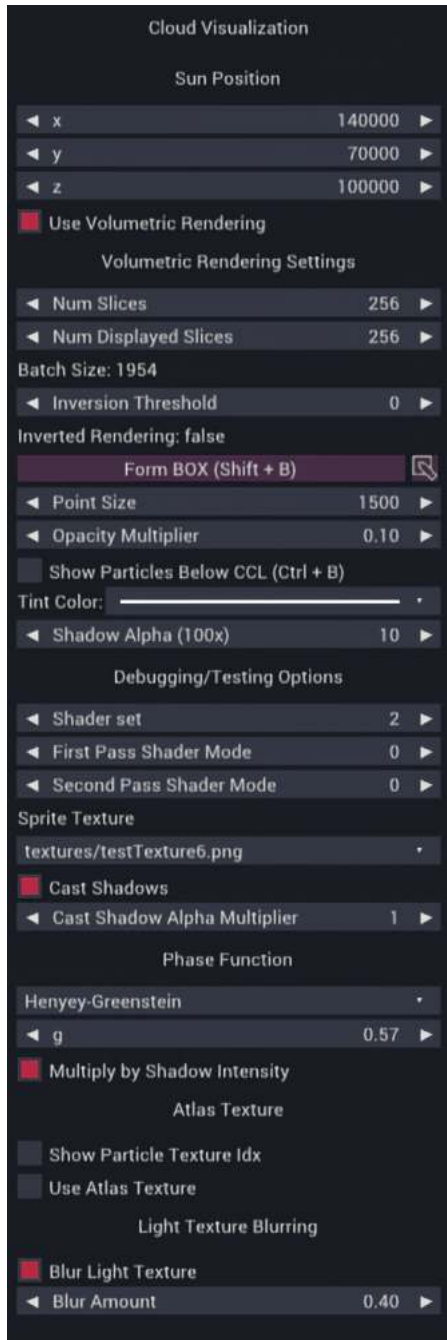 Cloud Visualization
Sun Position
x 140000
y 70000
z 100000
Use Volumetric Rendering
Volumetric Rendering Settings
Num Slices 256
Num Displayed Slices 256
Batch Size: 1954
Inversion Threshold 0
Inverted Rendering: false
Form BOX (Shift + B)
Point Size 1500
Opacity Multiplier 0.10
Show Particles Below CCL (Ctrl + B)
Tint Color:
Shadow Alpha (100x) 10
Debugging/Testing Options
Shader set 2
First Pass Shader Mode 0
Second Pass Shader Mode 0
Sprite Texture
textures/testTexture6.png
Cast Shadows
Cast Shadow Alpha Multiplier 1
Phase Function
Henyey-Greenstein
g 0.57
Multiply by Shadow Intensity
Atlas Texture
Show Particle Texture Idx
Use Atlas Texture
Light Texture Blurring
Blur Light Texture
Blur Amount 0.40